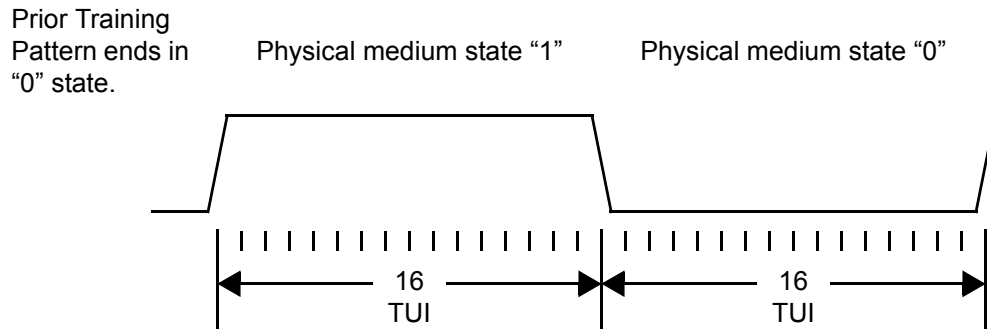 Prior Training
Pattern ends in
“0” state.
Physical medium state “1”
Physical medium state “0”
16
TUI
16
TUI